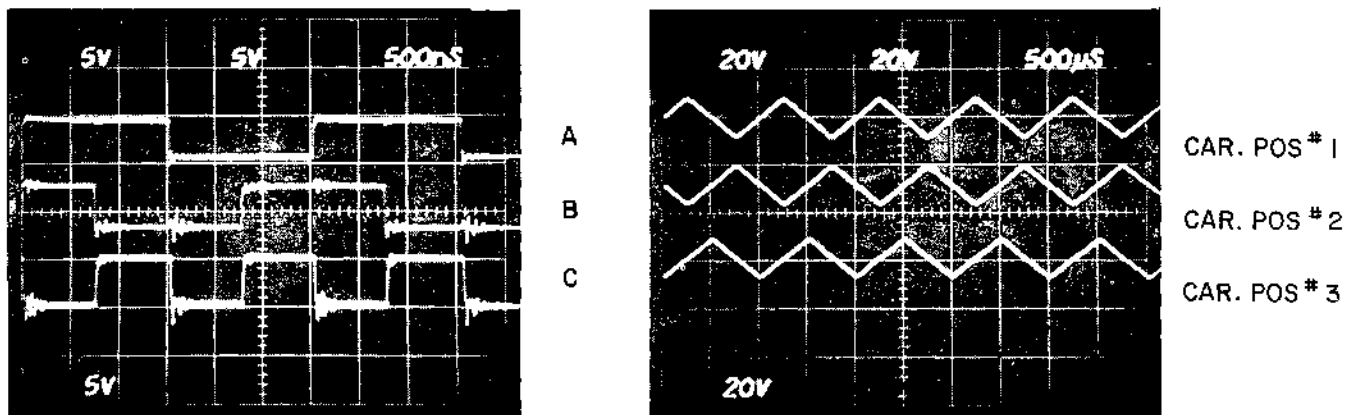 5V 5V 500nS
A
B
C
5V
20V 20V 500µS
CAR. POS #1
CAR. POS #2
CAR. POS #3
20V